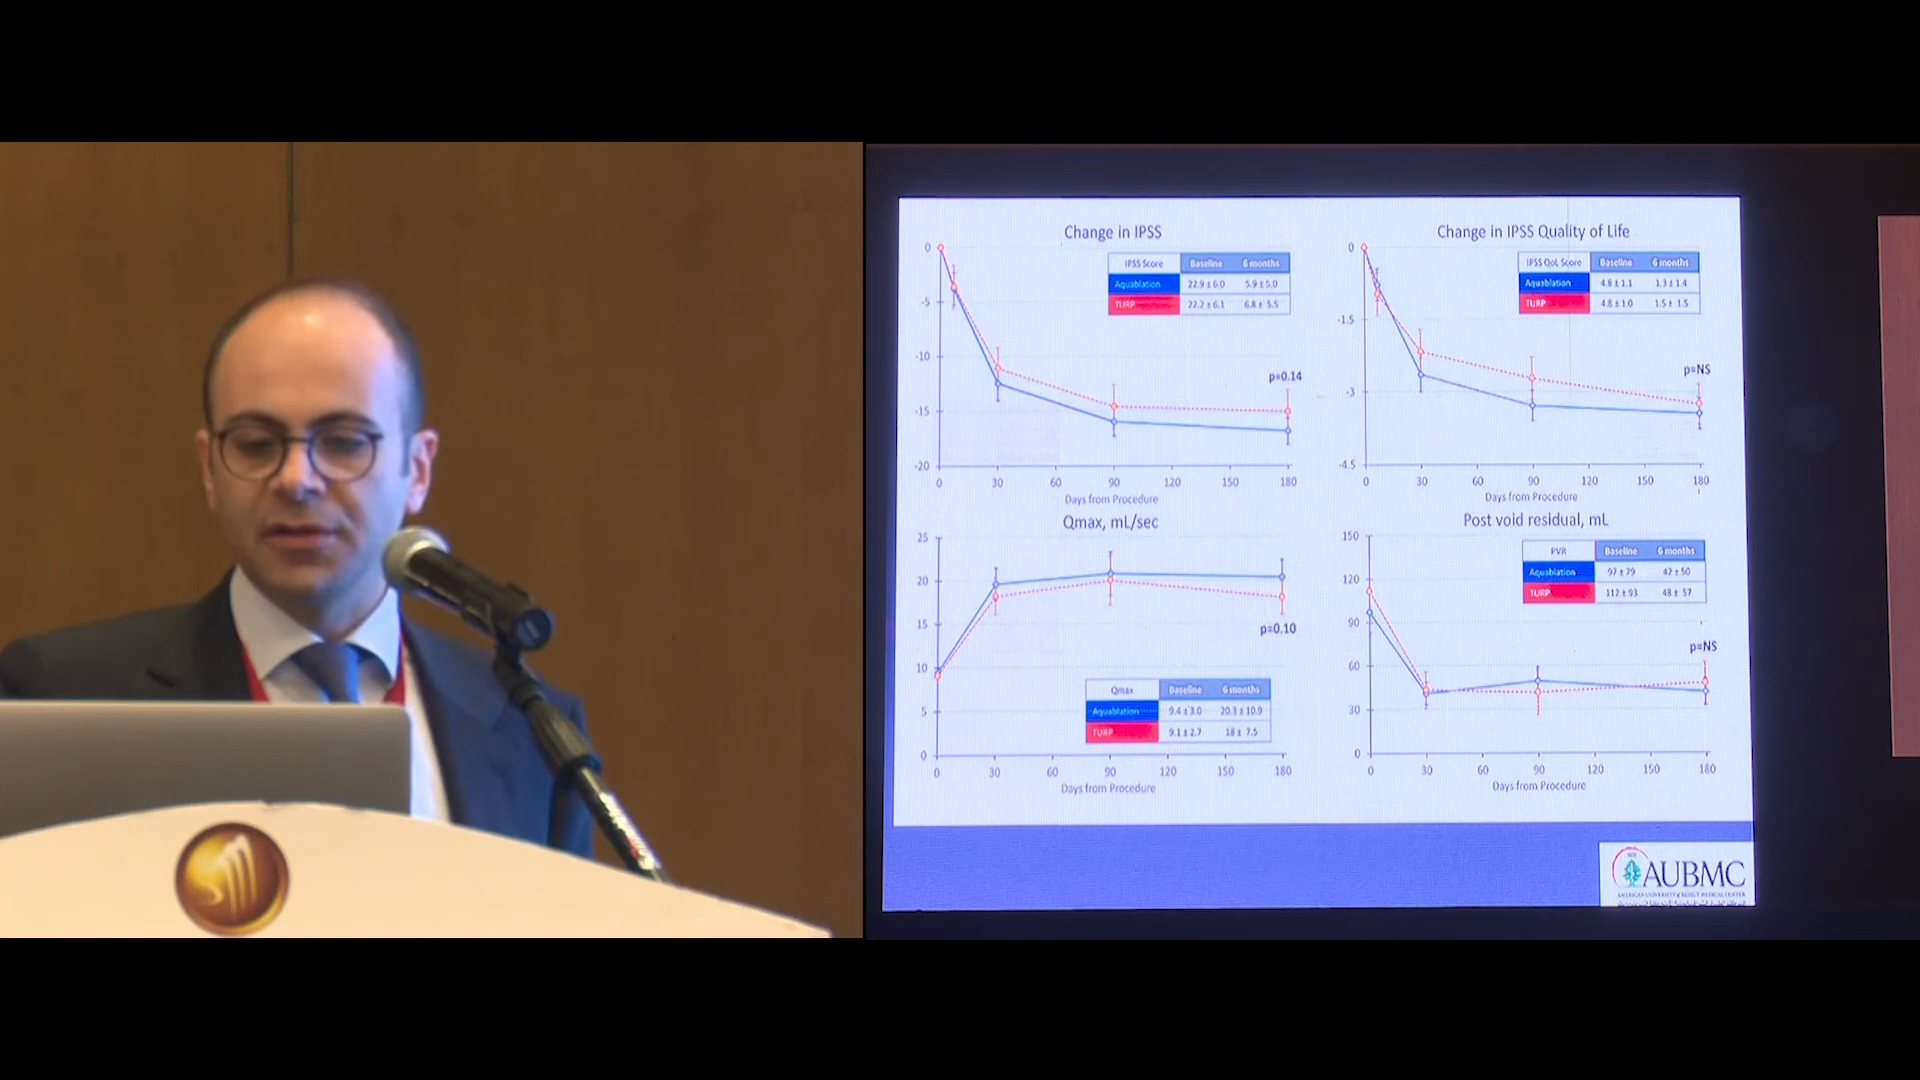 Change in IPSS
0
-5
-10
-15
-20
IPSS Score Baseline 6 months
Aquablation 22.9 ± 6.0 5.9 ± 5.0
TURP 22.2 ± 6.1 6.8 ± 5.5
p=0.14
0 30 60 90 120 150 180
Days from Procedure
Change in IPSS Quality of Life
0
-1.5
-3
-4.5
IPSS QoL Score Baseline 6 months
Aquablation 4.8 ± 1.1 1.3 ± 1.4
TURP 4.8 ± 1.0 1.5 ± 1.5
p=NS
0 30 60 90 120 150 180
Days from Procedure
Qmax, mL/sec
25
20
15
10
5
0
p=0.10
Qmax Baseline 6 months
Aquablation 9.4 ± 3.0 20.3 ± 10.9
TURP 9.1 ± 2.7 18 ± 7.5
0 30 60 90 120 150 180
Days from Procedure
Post void residual, mL
150
120
90
60
30
0
PVR Baseline 6 months
Aquablation 97 ± 79 42 ± 50
TURP 112 ± 93 48 ± 57
p=NS
0 30 60 90 120 150 180
Days from Procedure
AUBMC
AMERICAN UNIVERSITY of BEIRUT MEDICAL CENTER